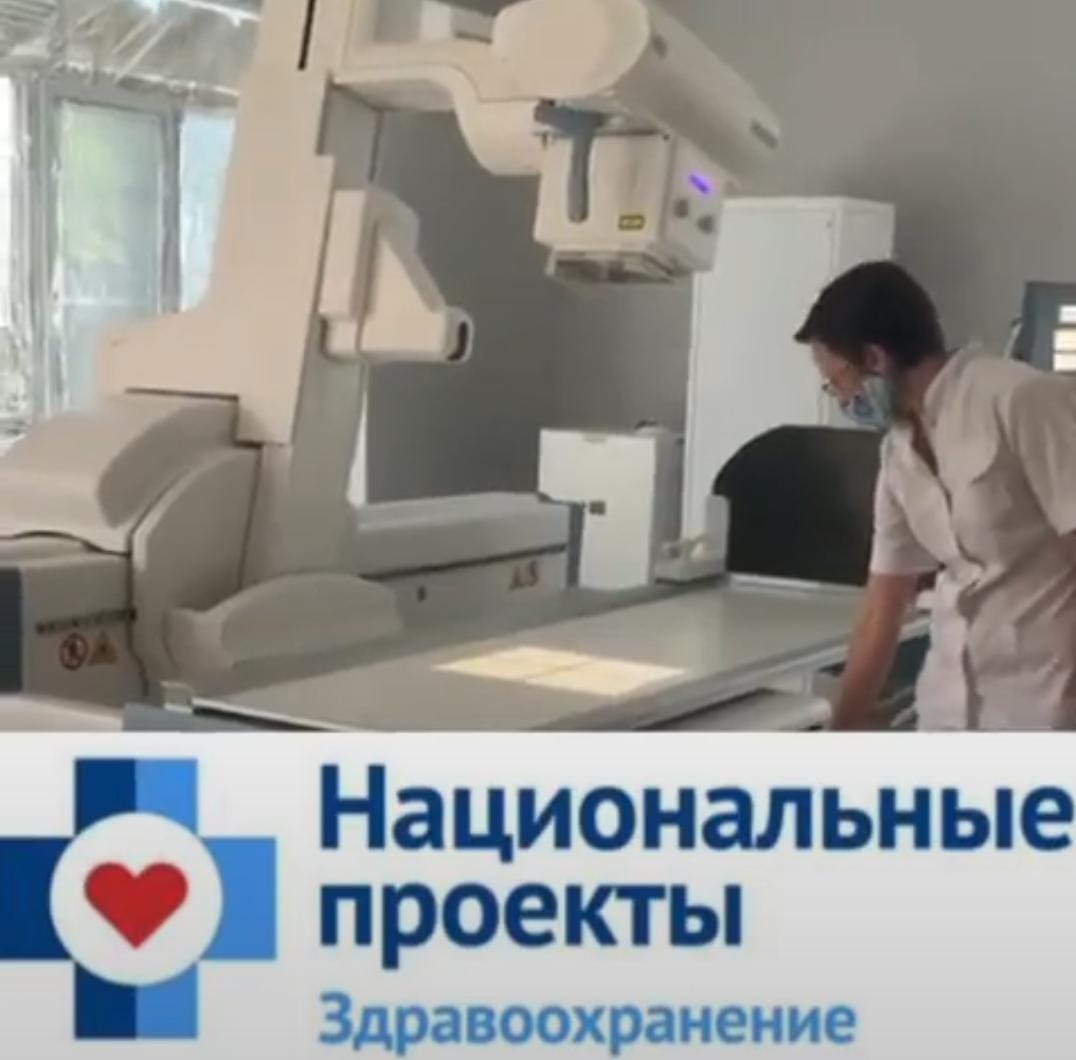 Национальные
проекты
Здравоохранение